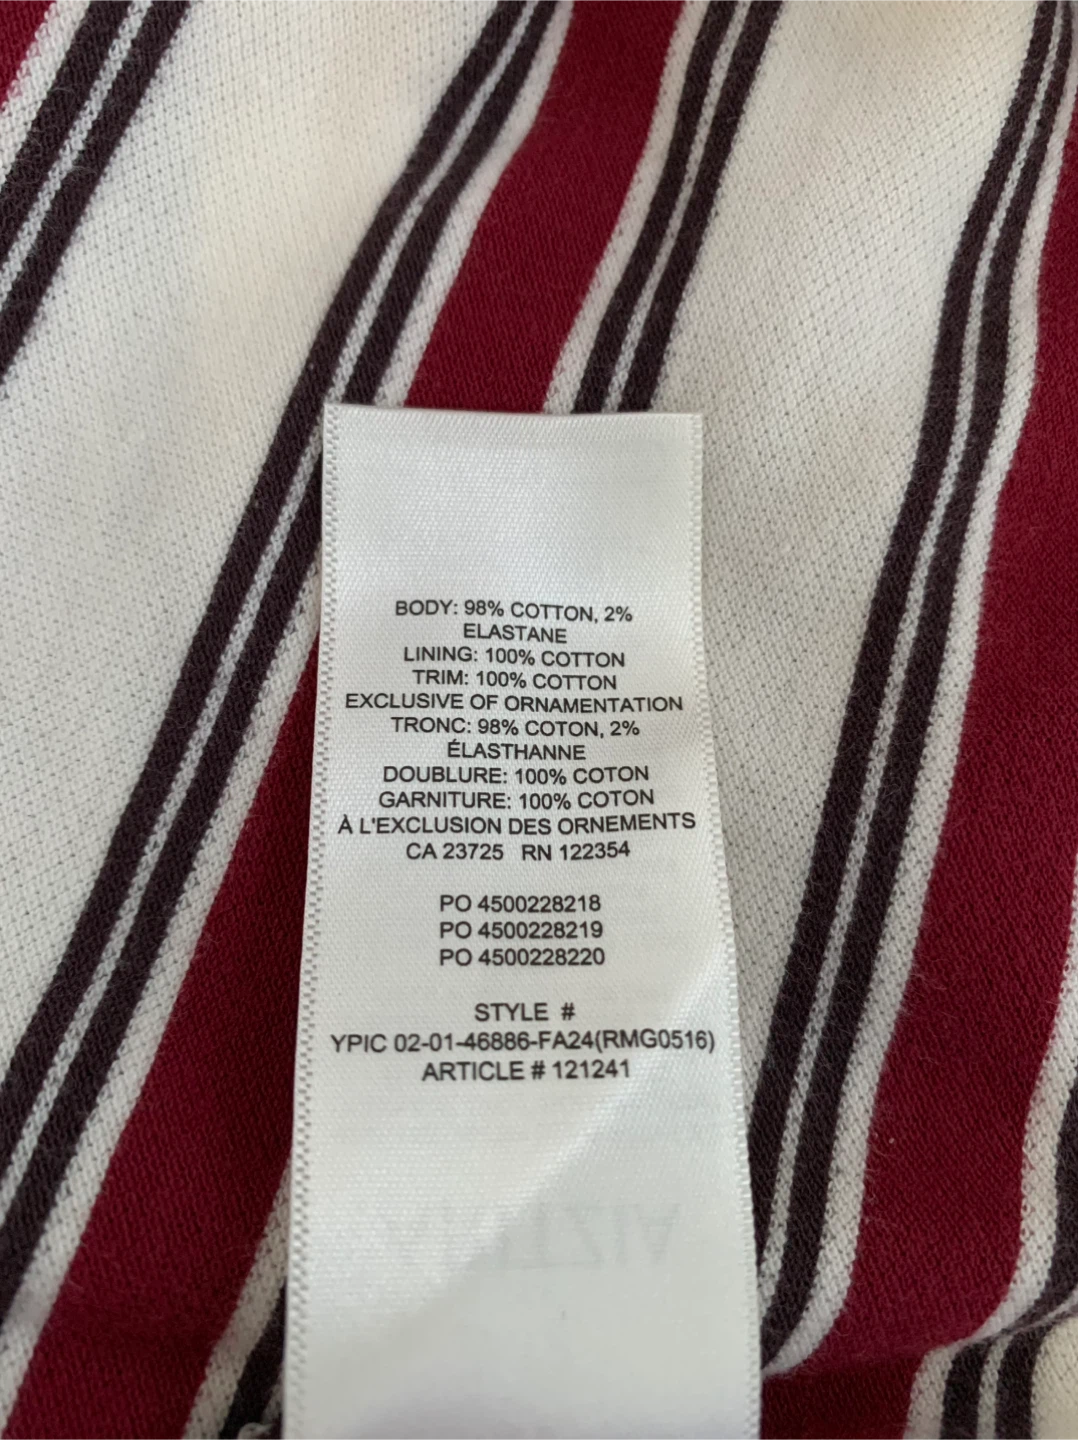 BODY: 98% COTTON, 2%
ELASTANE
LINING: 100% COTTON
TRIM: 100% COTTON
EXCLUSIVE OF ORNAMENTATION
TRONC: 98% COTON, 2%
ÉLASTHANNE
DOUBLURE: 100% COTON
GARNITURE: 100% COTON
À L'EXCLUSION DES ORNEMENTS
CA 23725 RN 122354
PO 4500228218
PO 4500228219
PO 4500228220
STYLE #
YPIC 02-01-46886-FA24(RMG0516)
ARTICLE # 121241